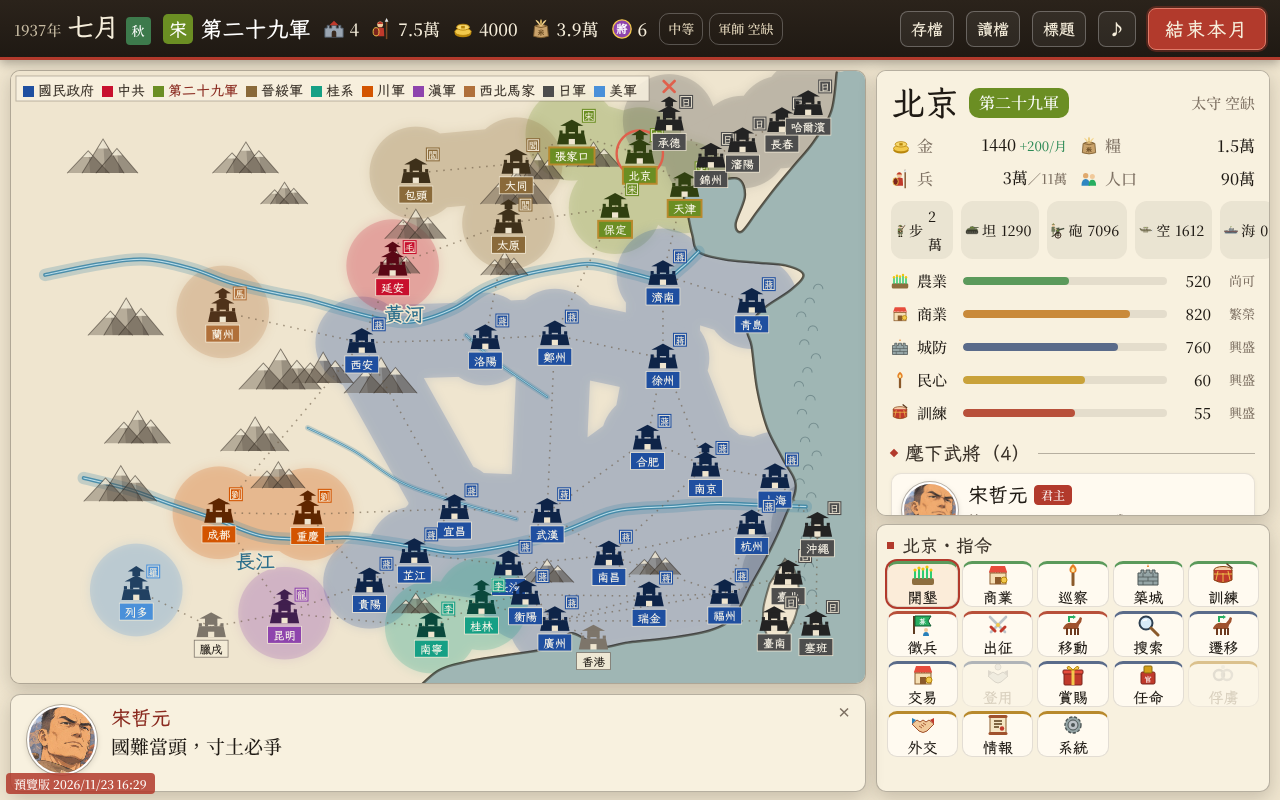 1937年 七月 秋 宋 第二十九軍 4 7.5萬 4000 3.9萬 將 6 中等 軍師 空缺 存檔 讀檔 標題 ♪ 結束本月
國民政府 中共 第二十九軍 晉綏軍 桂系 川軍 滇軍 西北馬家 日軍 美軍
哈爾濱
長春
承德
瀋陽
張家口
北京
錦州
大同
包頭
天津
保定
太原
延安
濟南
黃河
青島
蘭州
西安
洛陽
鄭州
徐州
合肥
南京
上海
成都
重慶
宜昌
武漢
杭州
沖繩
長江
芷江
南昌
列多
貴陽
衡陽
瑞金
福州
臘戌
昆明
桂林
南寧
廣州
香港
臺南
塞班
宋哲元
國難當頭，寸土必爭
預覽版 2026/11/23 16:29
北京 第二十九軍 太守 空缺
金 1440 +200/月 糧 1.5萬
兵 3萬/11萬 人口 90萬
步 2萬 坦 1290 砲 7096 空 1612 海 0
農業 520 尚可
商業 820 繁榮
城防 760 興盛
民心 60 興盛
訓練 55 興盛
麾下武將（4）
宋哲元 君主
北京・指令
開墾 商業 巡察 築城 訓練
徵兵 出征 移動 搜索 遷移
交易 登用 賞賜 任命 俘虜
外交 情報 系統